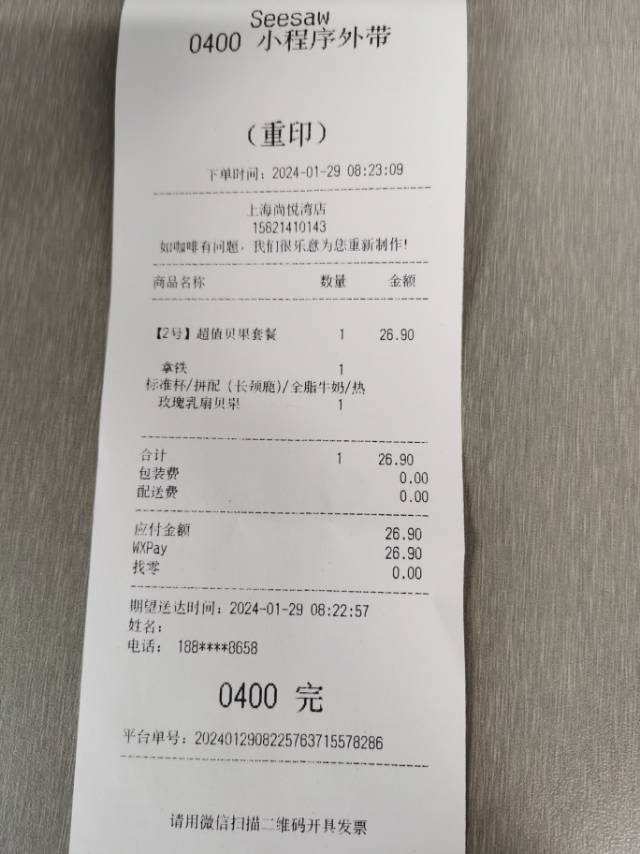 Seesaw
0400 小程序外带
（重印）
下单时间：2024-01-29 08:23:09
上海尚悦湾店
15621410143
如咖啡有问题，我们很乐意为您重新制作！
商品名称 数量 金额
【2号】超值贝果套餐 1 26.90
拿铁 1
标准杯/拼配（长颈鹿）/全脂牛奶/热
玫瑰乳扇贝果 1
合计 1 26.90
包装费 0.00
配送费 0.00
应付金额 26.90
WXPay 26.90
找零 0.00
期望送达时间：2024-01-29 08:22:57
姓名：
电话： 188****8658
0400 完
平台单号：2024012908225763715578286
请用微信扫描二维码开具发票